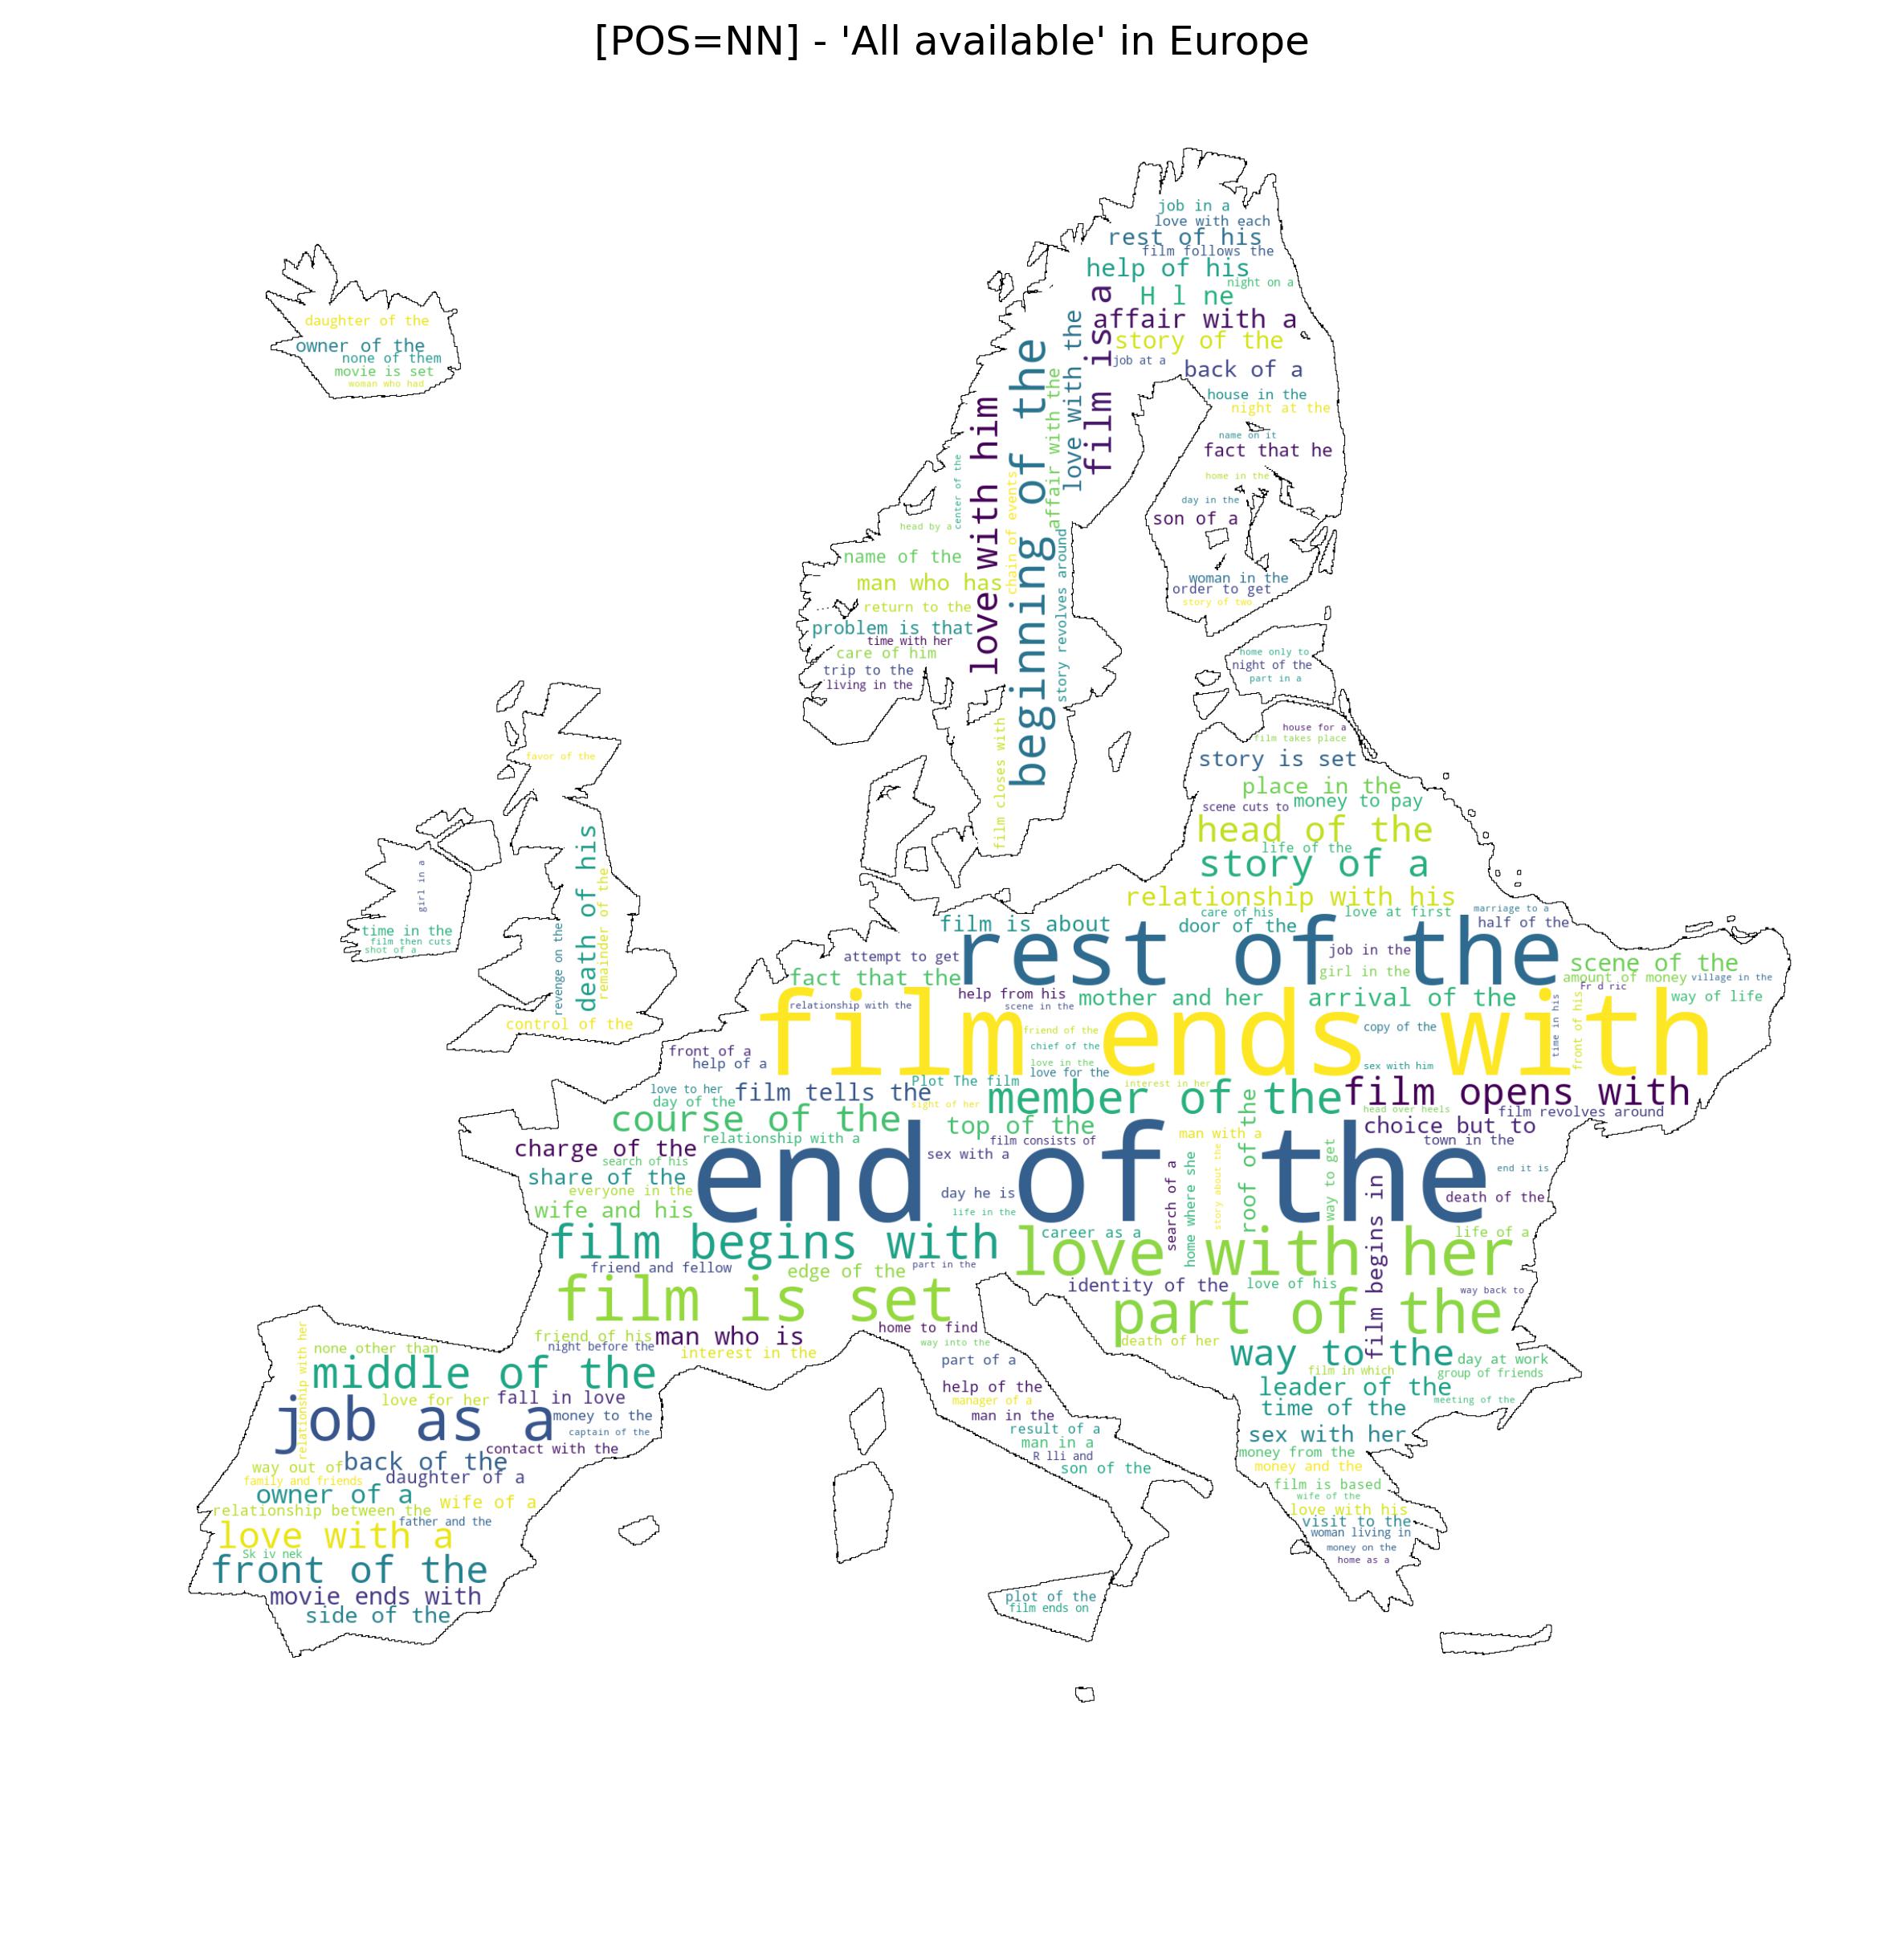 [POS=NN] - 'All available' in Europe
job in a
love with each
rest of his
film follows the
help of his
night on a
H l ne
affair with a
story of the
job at a
back of a
house in the
night at the
name on it
fact that he
home in the
day in the
son of a
woman in the
order to get
story of two
daughter of the
owner of the
none of them
movie is set
woman who had
film is a
love with the
affair with the
beginning of the
love with him
chain of events
center of the
story revolves around
film closes with
head by a
name of the
man who has
return to the
problem is that
time with her
care of him
trip to the
living in the
home only to
night of the
part in a
favor of the
death of his
remainder of the
revenge on the
control of the
girl in a
time in the
film then cuts
shot of a
house for a
film takes place
story is set
place in the
scene cuts to
money to pay
head of the
life of the
story of a
relationship with his
care of his
love at first
marriage to a
film is about
door of the
half of the
rest of the
attempt to get
job in the
girl in the
scene of the
fact that the
amount of money
village in the
Fr d ric
relationship with the
help from his
scene in the
mother and her
arrival of the
way of life
film ends with
friend of the
copy of the
time in his
front of his
chief of the
front of a
help of a
love in the
love for the
sex with him
love to her
day of the
film tells the
Plot The film
interest in her
sight of her
member of the
film opens with
head over heels
film revolves around
course of the
top of the
choice but to
charge of the
relationship with a
film consists of
man with a
town in the
search of his
sex with a
end of the
share of the
everyone in the
day he is
search of a
home where she
story about the
roof of the
way to get
film begins in
end it is
death of the
wife and his
life in the
film begins with
career as a
life of a
love with her
friend and fellow
edge of the
part in the
identity of the
love of his
way back to
film is set
part of the
friend of his
man who is
night before the
interest in the
home to find
way into the
death of her
relationship with her
none other than
middle of the
love for her
fall in love
job as a
money to the
captain of the
contact with the
back of the
way out of
family and friends
daughter of a
owner of a
wife of a
relationship between the
father and the
love with a
Sk iv nek
front of the
movie ends with
side of the
part of a
help of the
manager of a
man in the
result of a
man in a
R lli and
son of the
plot of the
film ends on
way to the
day at work
film in which
group of friends
leader of the
meeting of the
time of the
sex with her
money from the
money and the
film is based
wife of the
love with his
visit to the
woman living in
money on the
home as a